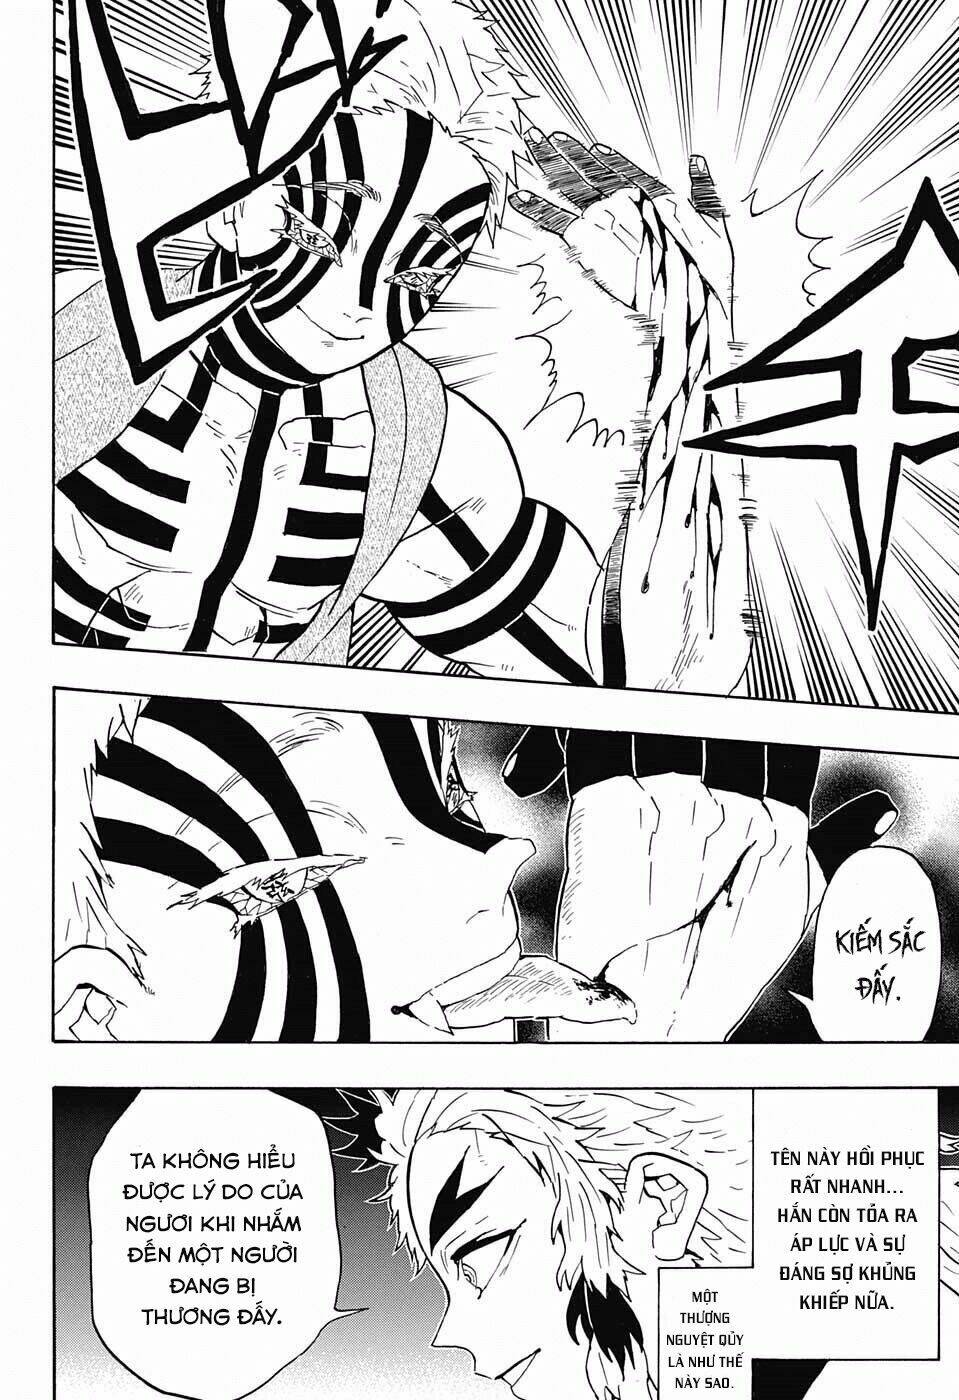 KIẾM SẮC
ĐẤY.
TÊN NÀY HỒI PHỤC
RẤT NHANH...
HẮN CÒN TỎA RA
ÁP LỰC VÀ SỰ
ĐÁNG SỢ KHỦNG
KHIẾP NỮA.
MỘT
THƯỢNG
NGUYỆT QỦY
LÀ NHƯ THẾ
NÀY SAO.
TA KHÔNG HIỂU
ĐƯỢC LÝ DO CỦA
NGƯƠI KHI NHẮM
ĐẾN MỘT NGƯỜI
ĐANG BỊ
THƯƠNG ĐẤY.